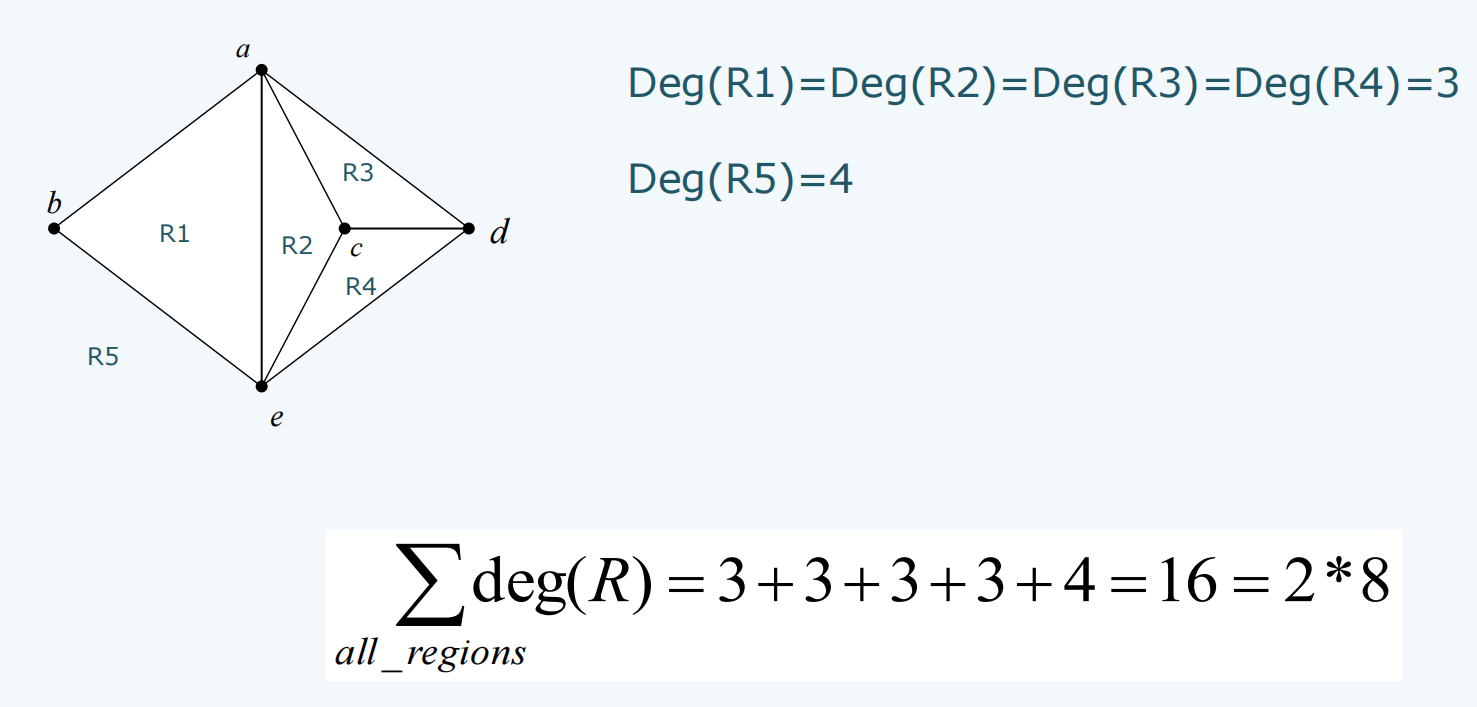 a
Deg(R1)=Deg(R2)=Deg(R3)=Deg(R4)=3
R3
Deg(R5)=4
b
R1
R2
c
d
R4
R5
e
∑deg(R) = 3+3+3+3+4 = 16 = 2*8
all_regions